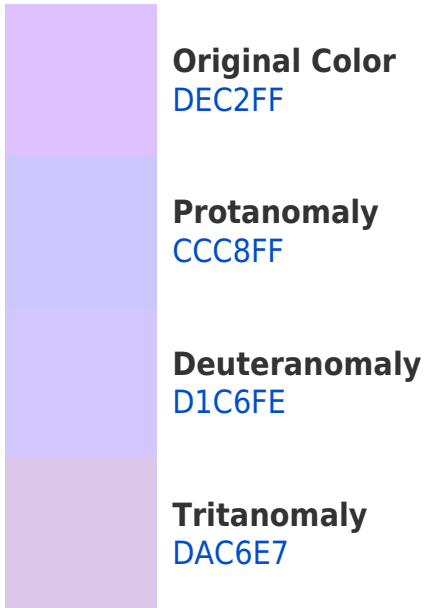 Original Color
DEC2FF
Protanomaly
CCC8FF
Deuteranomaly
D1C6FE
Tritanomaly
DAC6E7